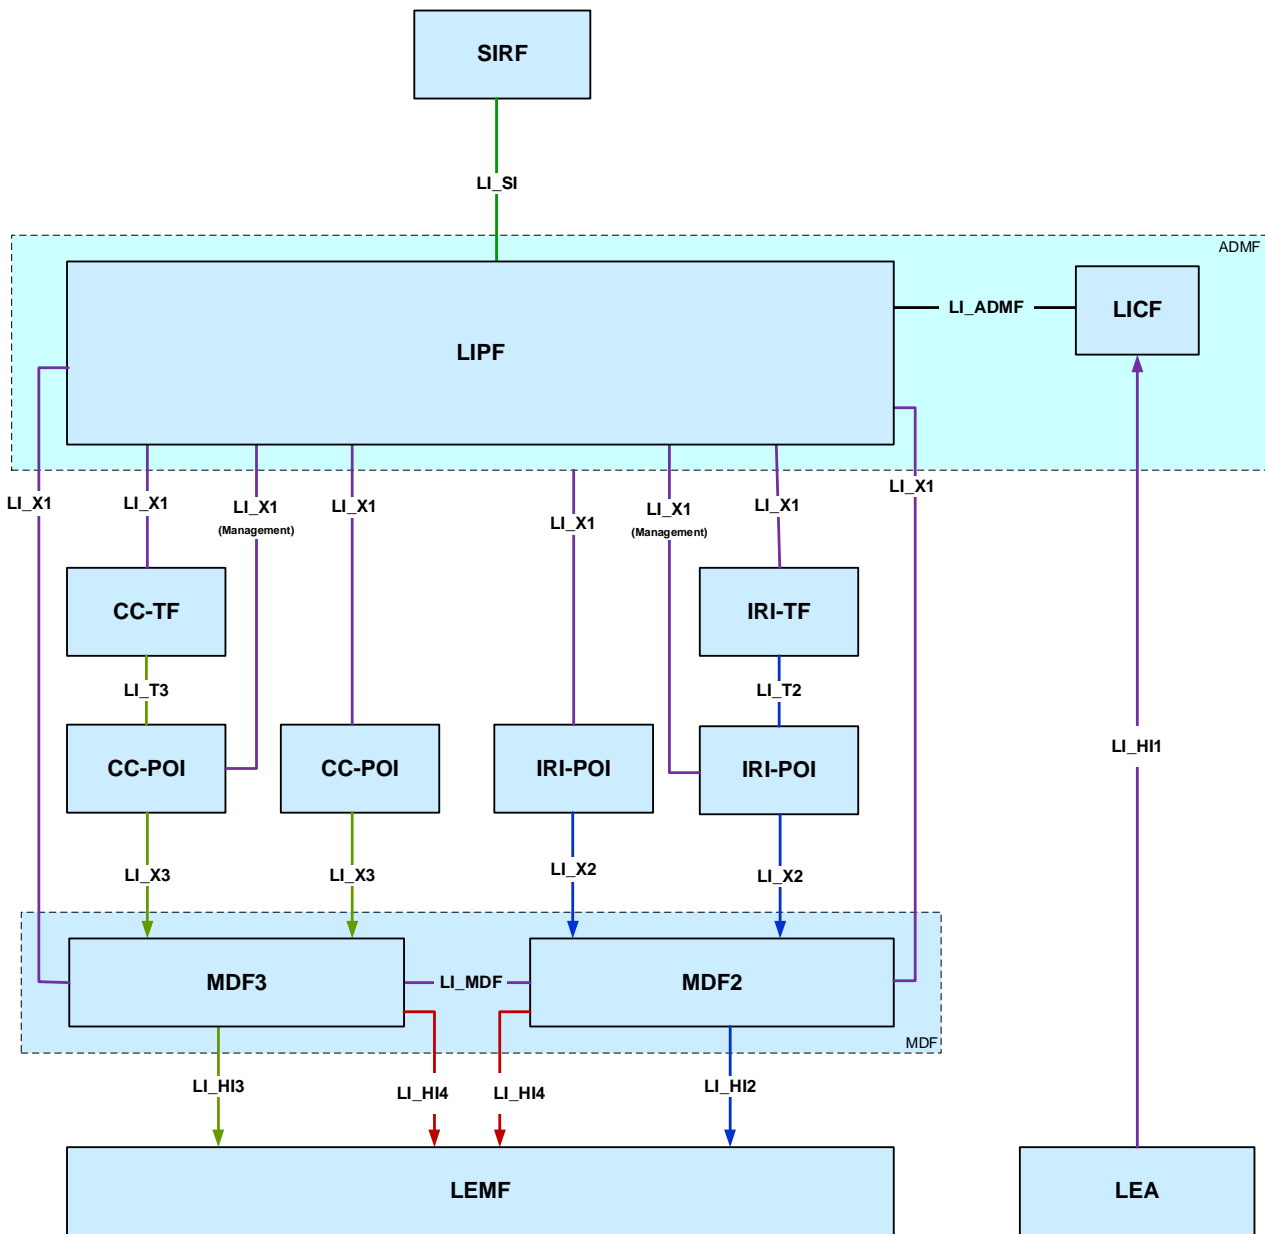 SIRF
LI_SI
ADMF
LIPF
LI_ADMF
LICF
LI_X1
LI_X1
LI_X1
(Management)
LI_X1
LI_X1
LI_X1
(Management)
LI_X1
LI_X1
CC-TF
IRI-TF
LI_T3
LI_T2
CC-POI
CC-POI
IRI-POI
IRI-POI
LI_HI1
LI_X3
LI_X3
LI_X2
LI_X2
MDF3
LI_MDF
MDF2
MDF
LI_HI3
LI_HI4
LI_HI4
LI_HI2
LEMF
LEA